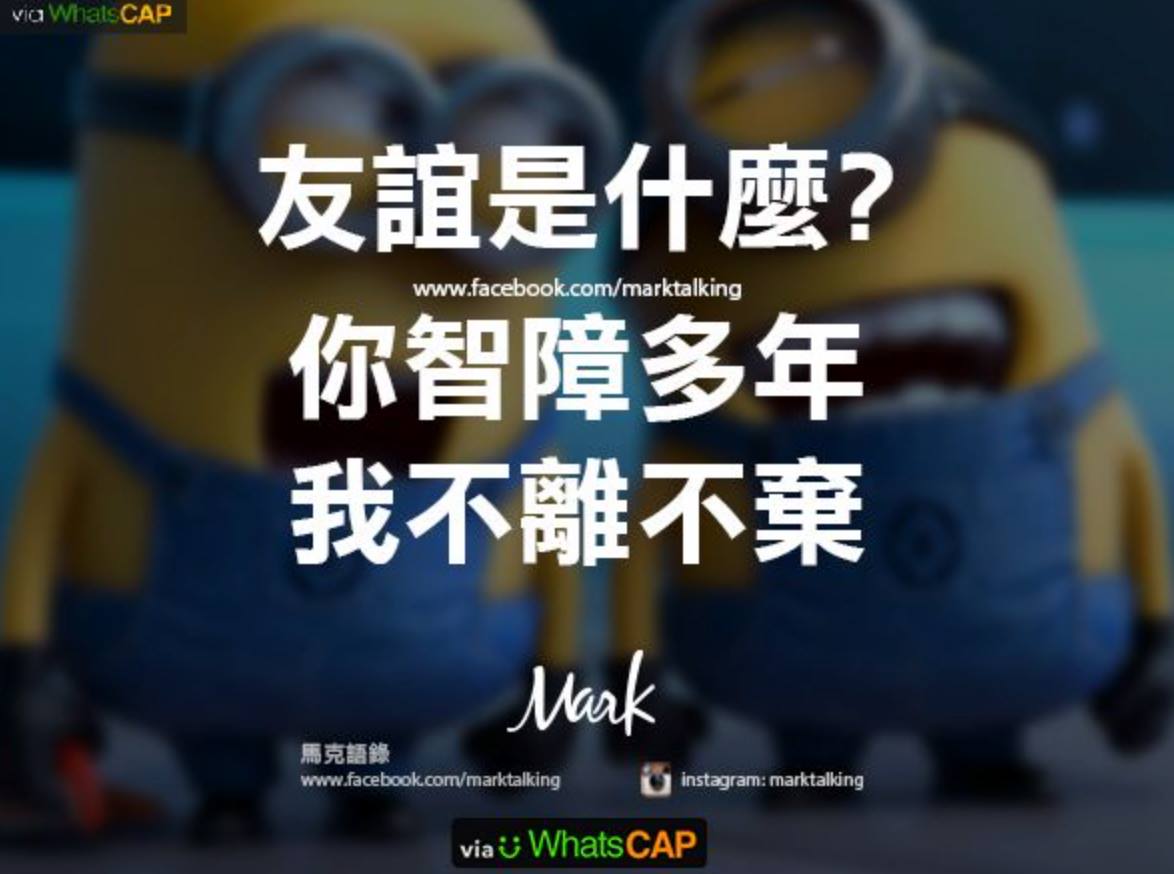 via WhatsCAP
友誼是什麼?
www.facebook.com/marktalking
你智障多年
我不離不棄
Mark
馬克語錄
www.facebook.com/marktalking
instagram: marktalking
via WhatsCAP